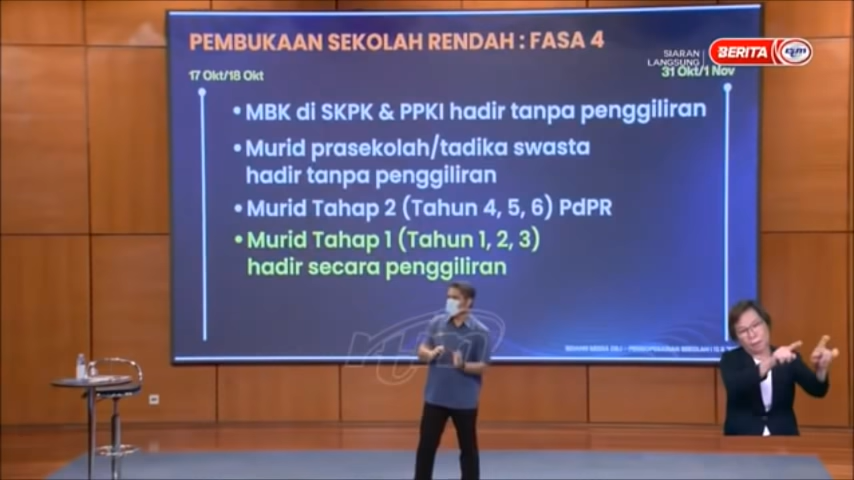 PEMBUKAAN SEKOLAH RENDAH : FASA 4
SIARAN
LANGSUNG
BERITA rtm
17 Okt/18 Okt
31 Okt/1 Nov
• MBK di SKPK & PPKI hadir tanpa penggiliran
• Murid prasekolah/tadika swasta
hadir tanpa penggiliran
• Murid Tahap 2 (Tahun 4, 5, 6) PdPR
• Murid Tahap 1 (Tahun 1, 2, 3)
hadir secara penggiliran
rtm